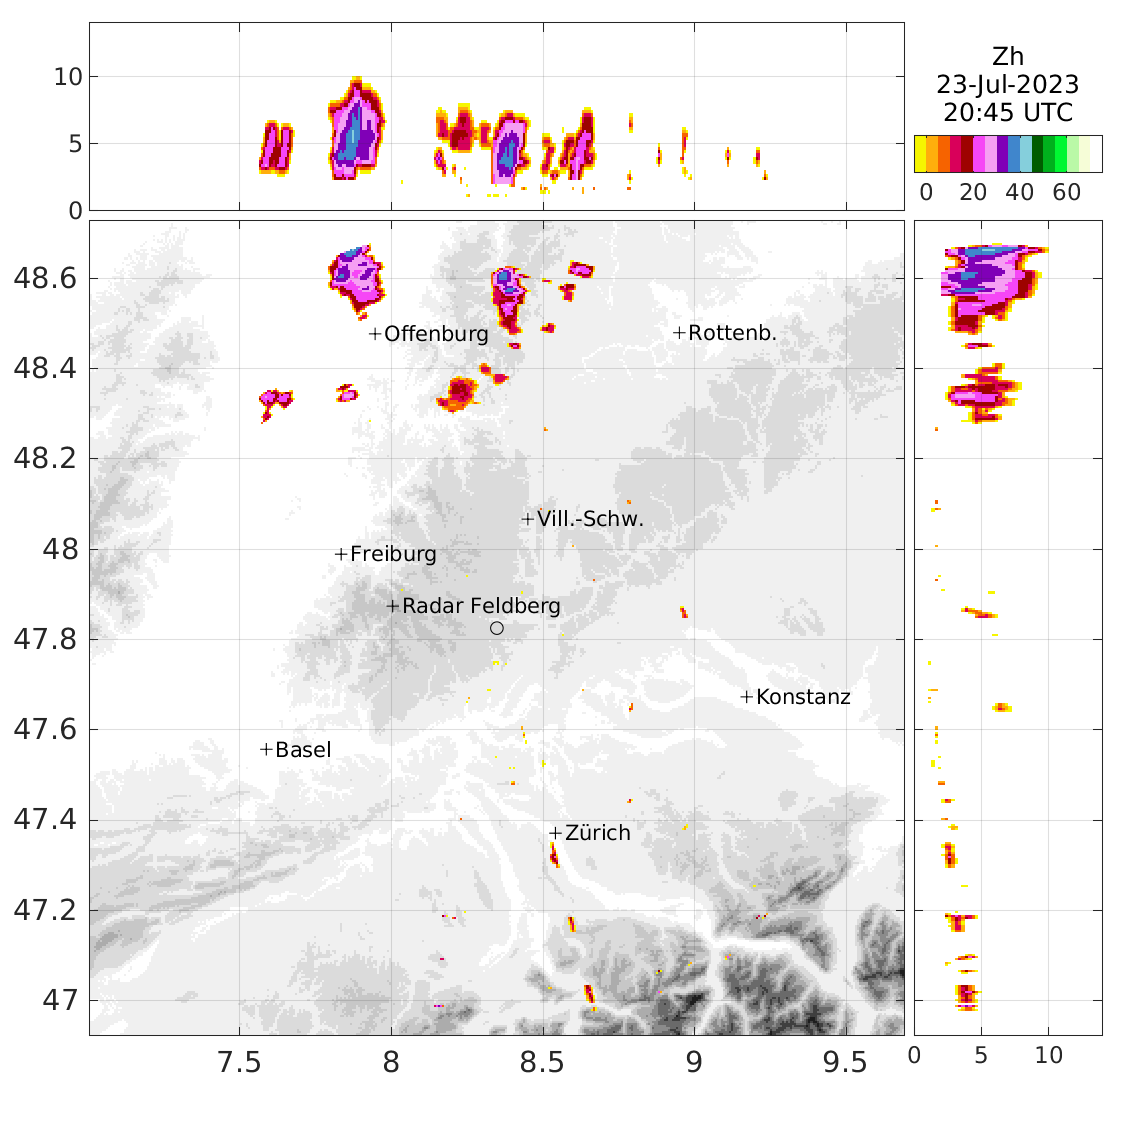 10
5
0
Zh
23-Jul-2023
20:45 UTC
0 20 40 60
48.6
48.4
48.2
48
47.8
47.6
47.4
47.2
47
+Offenburg
+Rottenb.
+Vill.-Schw.
+Freiburg
+Radar Feldberg
+Konstanz
+Basel
+Zürich
7.5 8 8.5 9 9.5
0 5 10